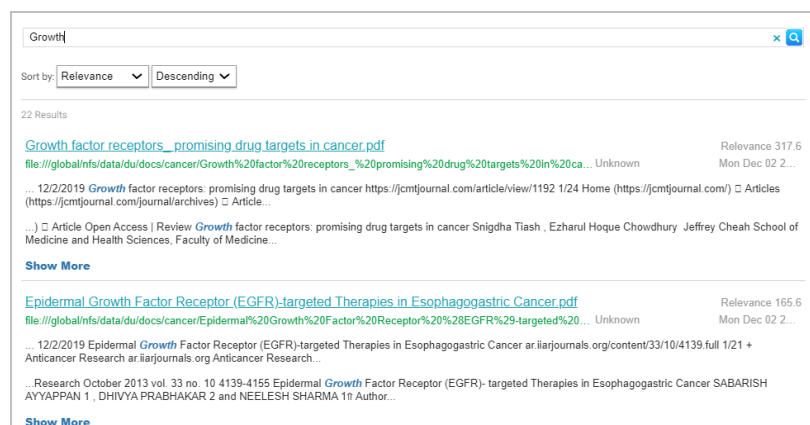 Growth ×
Sort by: Relevance Descending
22 Results
Growth factor receptors_ promising drug targets in cancer.pdf Relevance 317.6
file:///global/nfs/data/du/docs/cancer/Growth%20factor%20receptors_%20promising%20drug%20targets%20in%20ca... Unknown Mon Dec 02 2...
... 12/2/2019 Growth factor receptors: promising drug targets in cancer https://jcmtjournal.com/article/view/1192 1/24 Home (https://jcmtjournal.com/) □ Articles
(https://jcmtjournal.com/journal/archives) □ Article...
...) □ Article Open Access | Review Growth factor receptors: promising drug targets in cancer Snigdha Tiash , Ezharul Hoque Chowdhury Jeffrey Cheah School of
Medicine and Health Sciences, Faculty of Medicine...
Show More
Epidermal Growth Factor Receptor (EGFR)-targeted Therapies in Esophagogastric Cancer.pdf Relevance 165.6
file:///global/nfs/data/du/docs/cancer/Epidermal%20Growth%20Factor%20Receptor%20%28EGFR%29-targeted%20... Unknown Mon Dec 02 2...
... 12/2/2019 Epidermal Growth Factor Receptor (EGFR)-targeted Therapies in Esophagogastric Cancer ar.iiarjournals.org/content/33/10/4139.full 1/21 +
Anticancer Research ar.iiarjournals.org Anticancer Research...
...Research October 2013 vol. 33 no. 10 4139-4155 Epidermal Growth Factor Receptor (EGFR)- targeted Therapies in Esophagogastric Cancer SABARISH
AYYAPPAN 1 , DHIVYA PRABHAKAR 2 and NEELESH SHARMA 1⇑ Author...
Show More